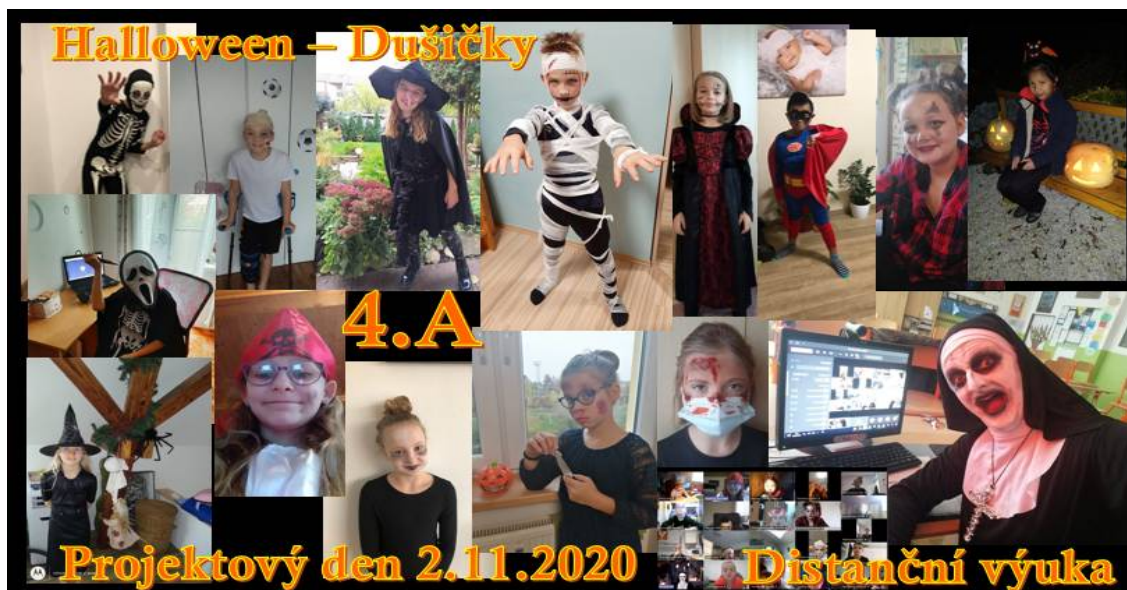 Halloween – Dušičky
4.A
Projektový den 2.11.2020
Distanční výuka